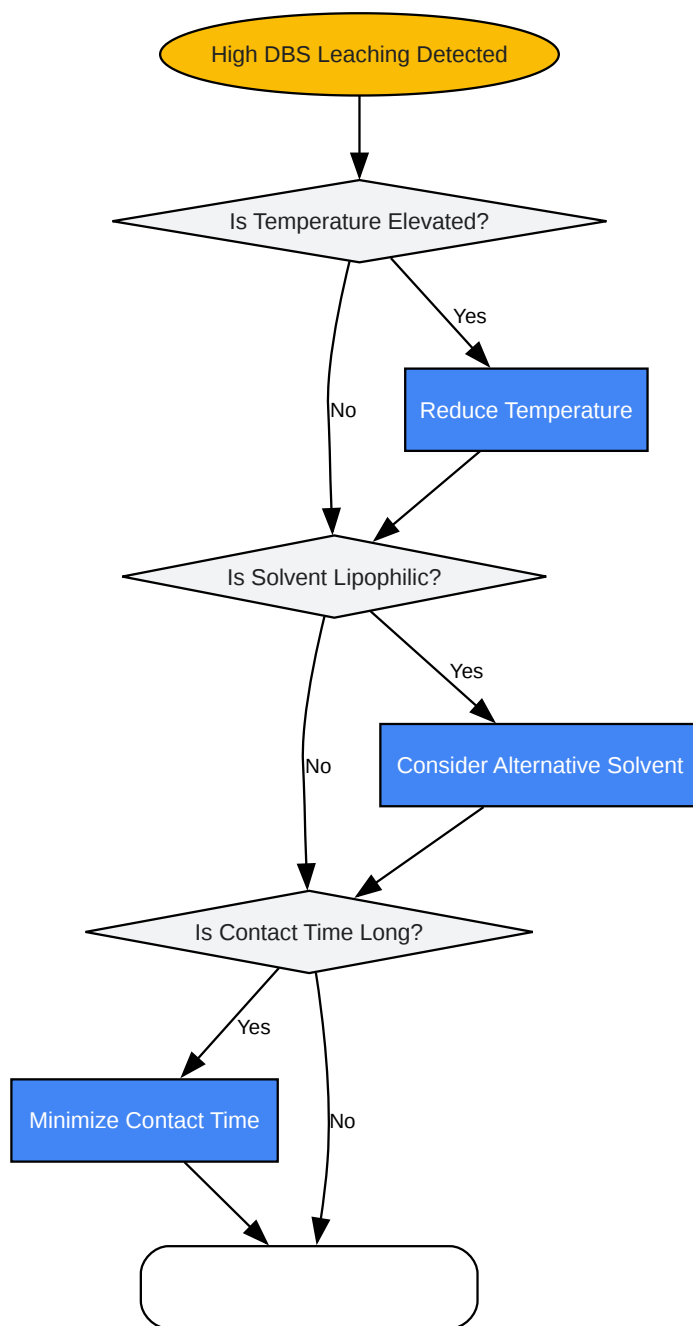 High DBS Leaching Detected
Is Temperature Elevated?
Yes
Reduce Temperature
No
Is Solvent Lipophilic?
Yes
Consider Alternative Solvent
No
Is Contact Time Long?
Yes
Minimize Contact Time
No